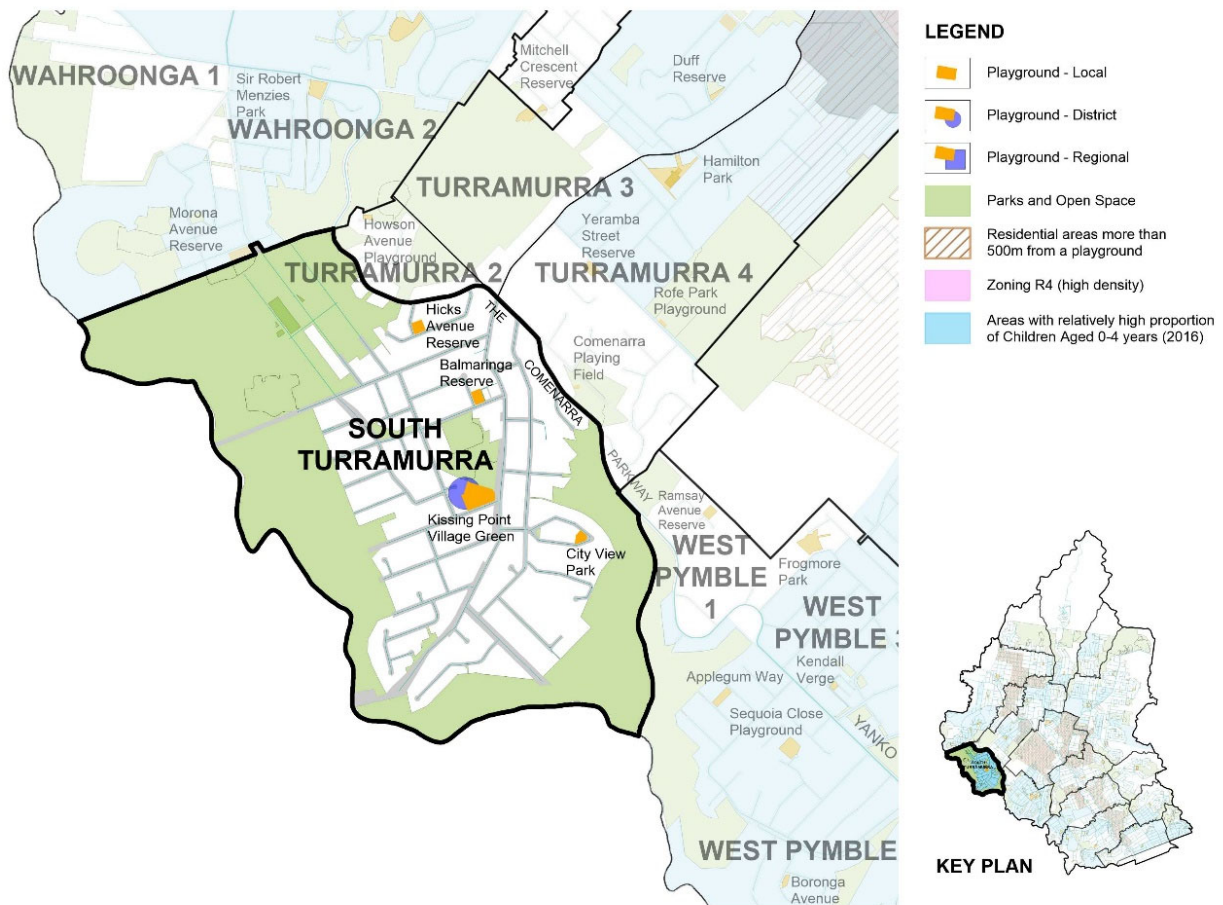 WAHROONGA 1
Sir Robert
Menzies
Park
WAHROONGA 2
Mitchell
Crescent
Reserve
Duff
Reserve
TURRAMURRA 3
Hamilton
Park
Morona
Avenue
Reserve
Howson
Avenue
Playground
Yeramba
Street
Reserve
TURRAMURRA 2
TURRAMURRA 4
Rofe Park
Playground
Hicks
Avenue
Reserve
THE
COMENARRA
PARKWAY
Comenarra
Playing
Field
Balmaringa
Reserve
SOUTH
TURRAMURRA
Kissing Point
Village Green
City View
Park
Ramsay
Avenue
Reserve
WEST
PYMBLE
1
Frogmore
Park
WEST
PYMBLE 3
Kendall
Verge
Applegum Way
Sequoia Close
Playground
YANKO
WEST PYMBLE
Boronga
Avenue
LEGEND
Playground - Local
Playground - District
Playground - Regional
Parks and Open Space
Residential areas more than
500m from a playground
Zoning R4 (high density)
Areas with relatively high proportion
of Children Aged 0-4 years (2016)
SOUTH
TURRAMURRA
KEY PLAN